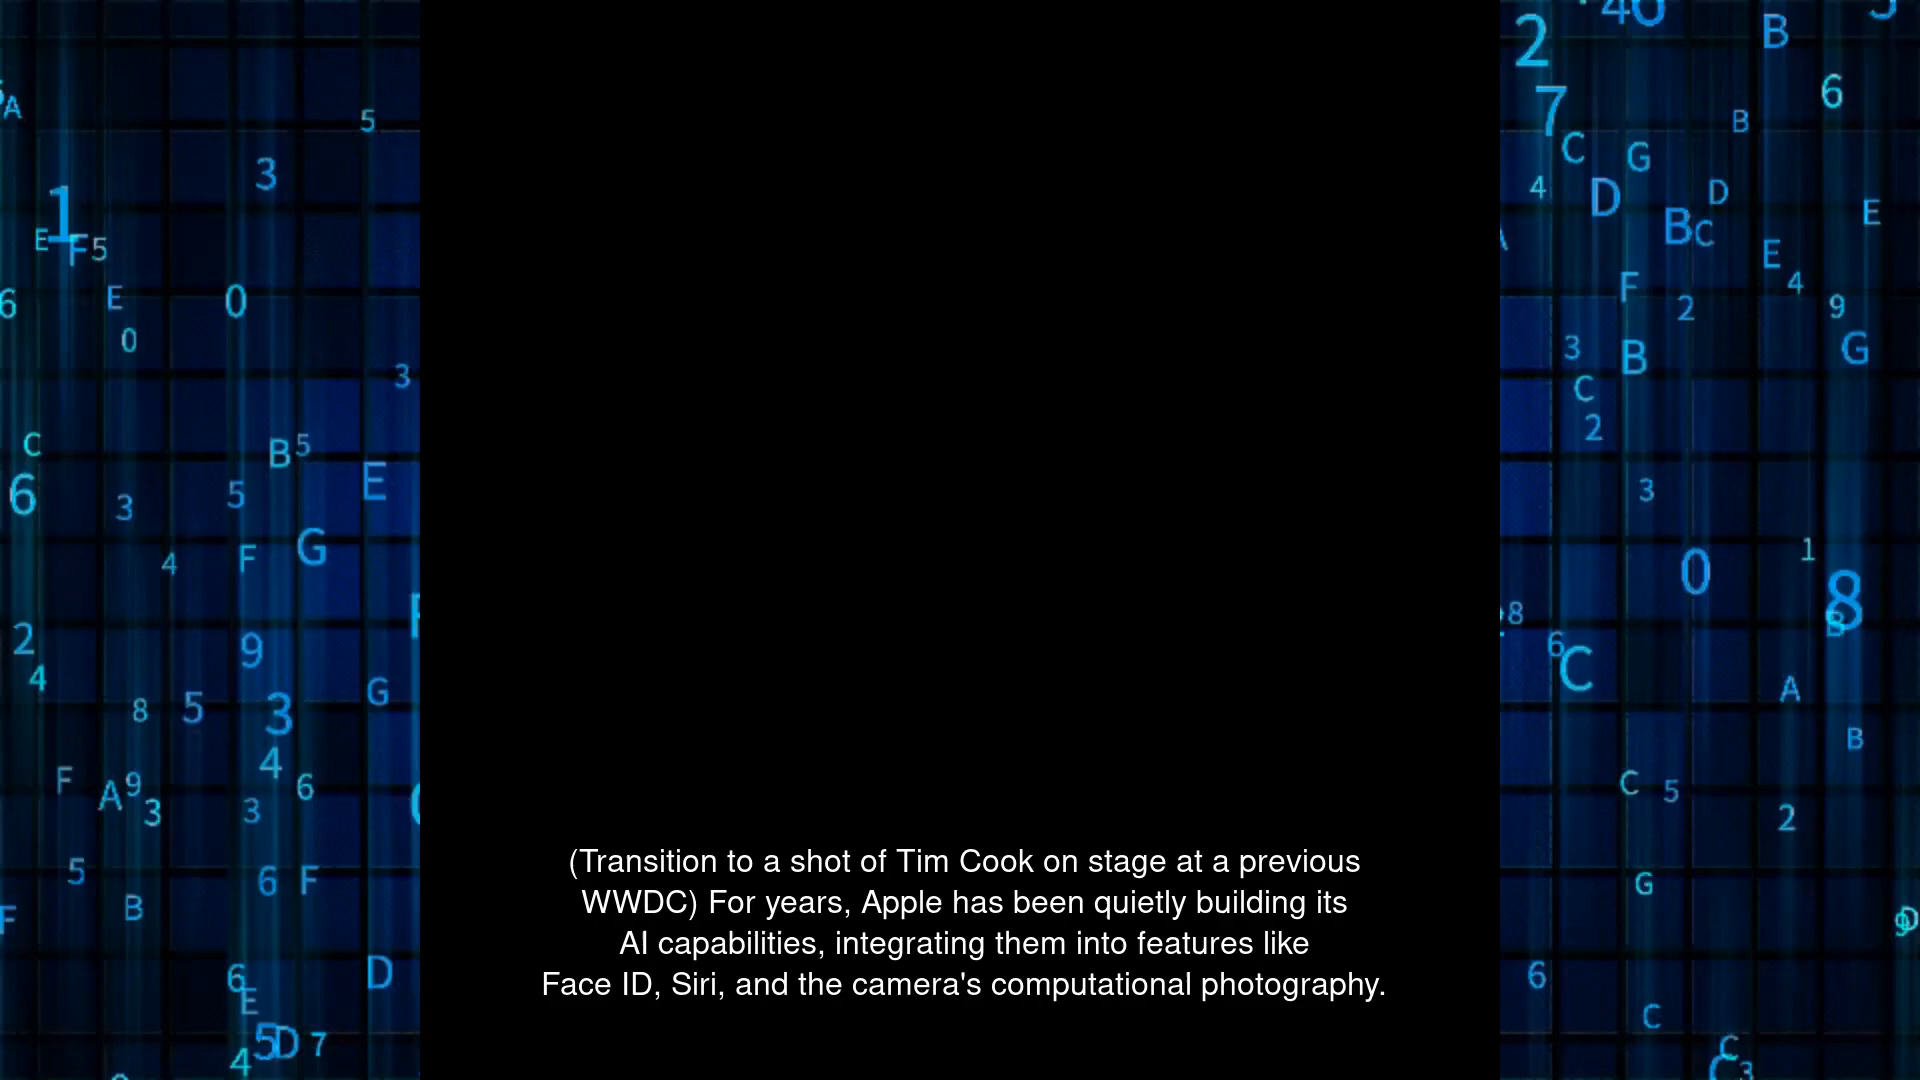 (Transition to a shot of Tim Cook on stage at a previous
WWDC) For years, Apple has been quietly building its
AI capabilities, integrating them into features like
Face ID, Siri, and the camera's computational photography.